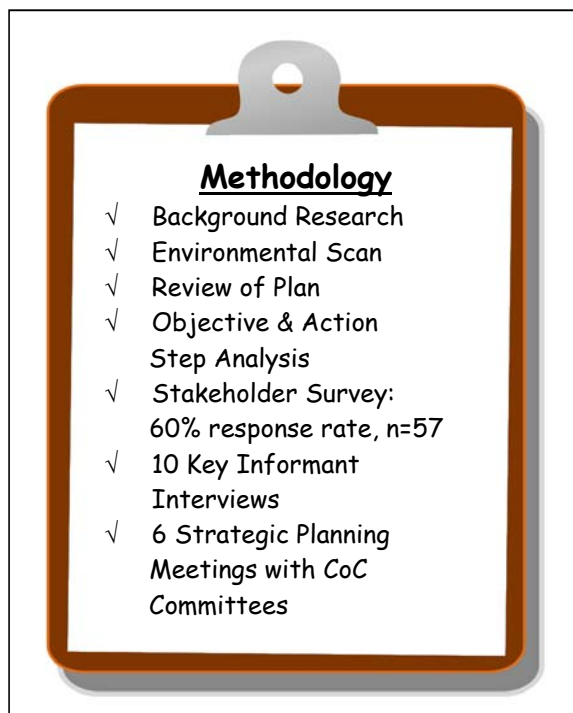 Methodology
√ Background Research
√ Environmental Scan
√ Review of Plan
√ Objective & Action
Step Analysis
√ Stakeholder Survey:
60% response rate, n=57
√ 10 Key Informant
Interviews
√ 6 Strategic Planning
Meetings with CoC
Committees